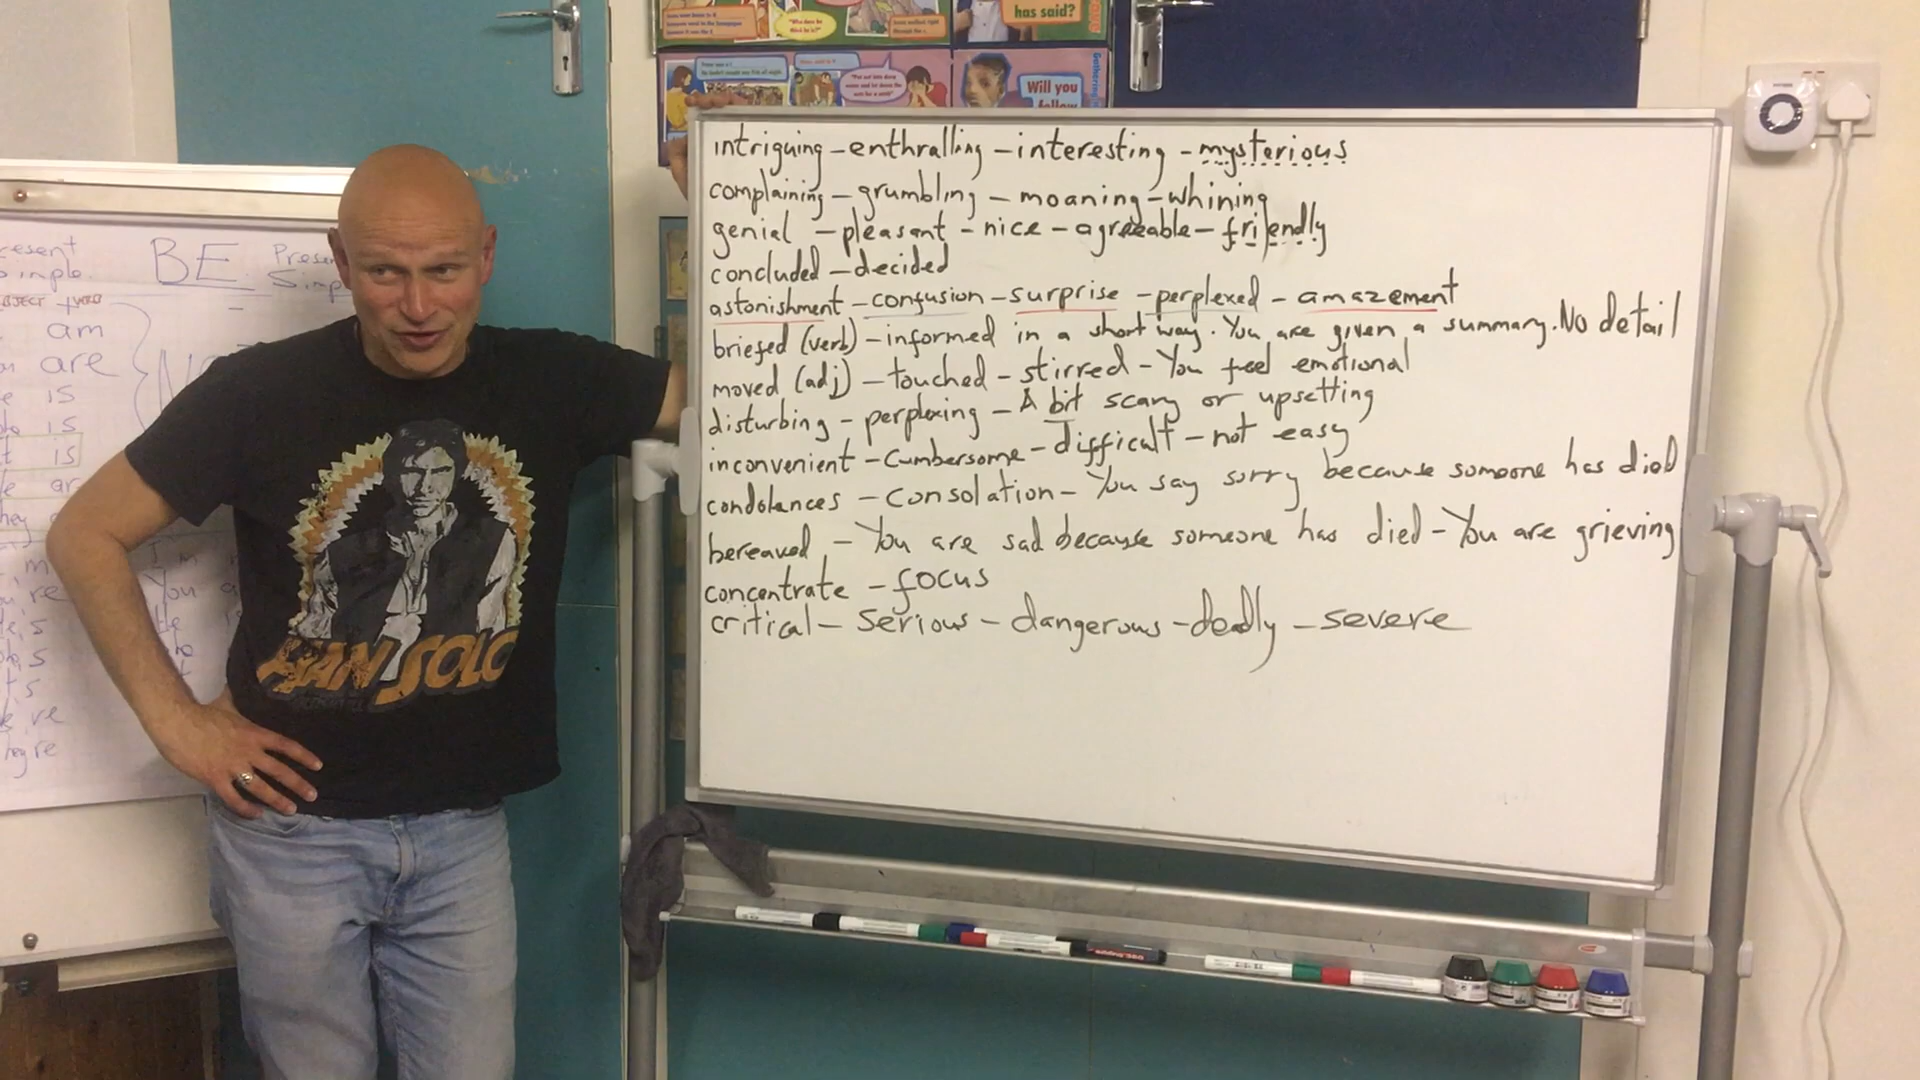 has said?
Will you
follow
intriguing – enthralling – interesting – mysterious
complaining – grumbling – moaning – whining
genial – pleasant – nice – agreeable – friendly
concluded – decided
astonishment – confusion – surprise – perplexed – amazement
briefed (verb) – informed in a short way. You are given a summary. No detail
moved (adj) – touched – stirred – You feel emotional
disturbing – perplexing – A bit scary or upsetting
inconvenient – cumbersome – difficult – not easy
condolances – consolation – You say sorry because someone has died
bereaved – You are sad because someone has died – You are grieving
concentrate – focus
critical – serious – dangerous – deadly – severe
BE
am
are
is
is
is
HAN SOLO